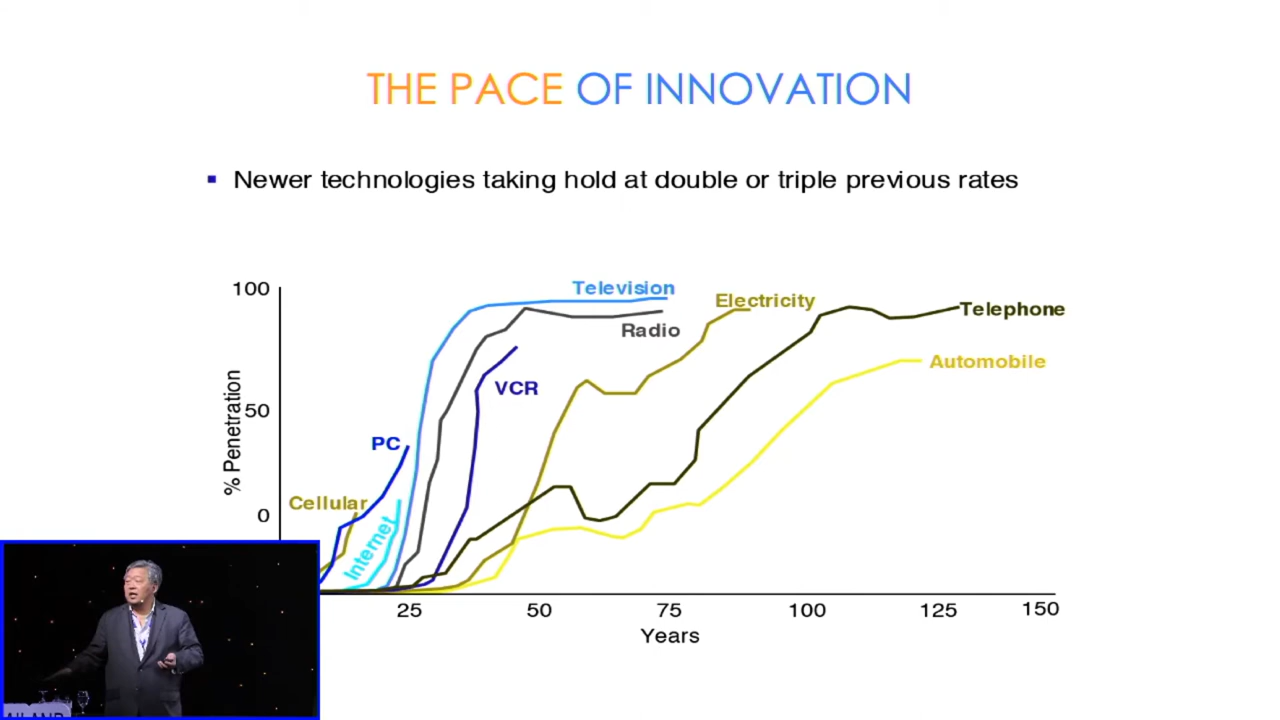 THE PACE OF INNOVATION
▪ Newer technologies taking hold at double or triple previous rates
100
50
0
% Penetration
Television
Radio
Electricity
Telephone
Automobile
VCR
PC
Cellular
Internet
25 50 75 100 125 150
Years
AILAND